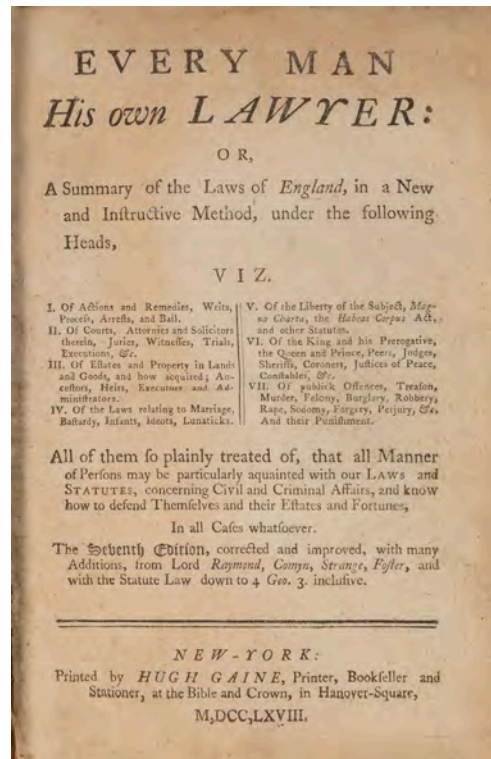 EVERY MAN
His own LAWYER:
OR,
A Summary of the Laws of England, in a New
and Inſtructive Method, under the following
Heads,
VIZ.
I. Of Actions and Remedies, Writs,
Proceſs, Arreſts, and Bail.
II. Of Courts, Attornies and Solicitors
therein, Juries, Witneſſes, Trials,
Executions, &c.
III. Of Eſtates and Property in Lands
and Goods, and how acquired; An-
ceſtors, Heirs, Executors and Ad-
miniſtrators.
IV. Of the Laws relating to Marriage,
Baſtardy, Infants, Ideots, Lunaticks.
V. Of the Liberty of the Subject, Mag-
na Charta, the Habeas Corpus Act,
and other Statutes.
VI. Of the King and his Prerogative,
the Queen and Prince, Peers, Judges,
Sheriffs, Coroners, Juſtices of Peace,
Conſtables, &c.
VII. Of publick Offences, Treaſon,
Murder, Felony, Burglary, Robbery,
Rape, Sodomy, Forgery, Perjury, &c.
And their Puniſhment.
All of them ſo plainly treated of, that all Manner
of Perſons may be particularly aquainted with our LAWS and
STATUTES, concerning Civil and Criminal Affairs, and know
how to defend Themſelves and their Eſtates and Fortunes,
In all Caſes whatſoever.
The Seventh Edition, corrected and improved, with many
Additions, from Lord Raymond, Comyn, Strange, Foſter, and
with the Statute Law down to 4 Geo. 3. incluſive.
NEW-YORK:
Printed by HUGH GAINE, Printer, Bookſeller and
Stationer, at the Bible and Crown, in Hanover-Square,
M,DCC,LXVIII.